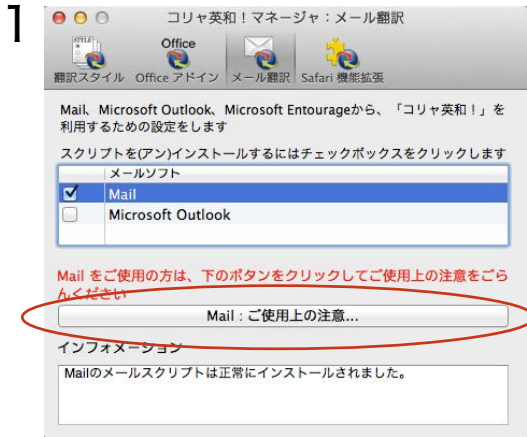 1
コリャ英和！マネージャ：メール翻訳
STYLE
Office
翻訳スタイル Office アドイン メール翻訳 Safari 機能拡張
Mail、Microsoft Outlook、Microsoft Entourageから、「コリャ英和！」を
利用するための設定をします
スクリプトを(アン)インストールするにはチェックボックスをクリックします
メールソフト
Mail
Microsoft Outlook
Mail をご使用の方は、下のボタンをクリックしてご使用上の注意をごら
んください
Mail : ご使用上の注意...
インフォメーション
Mailのメールスクリプトは正常にインストールされました。